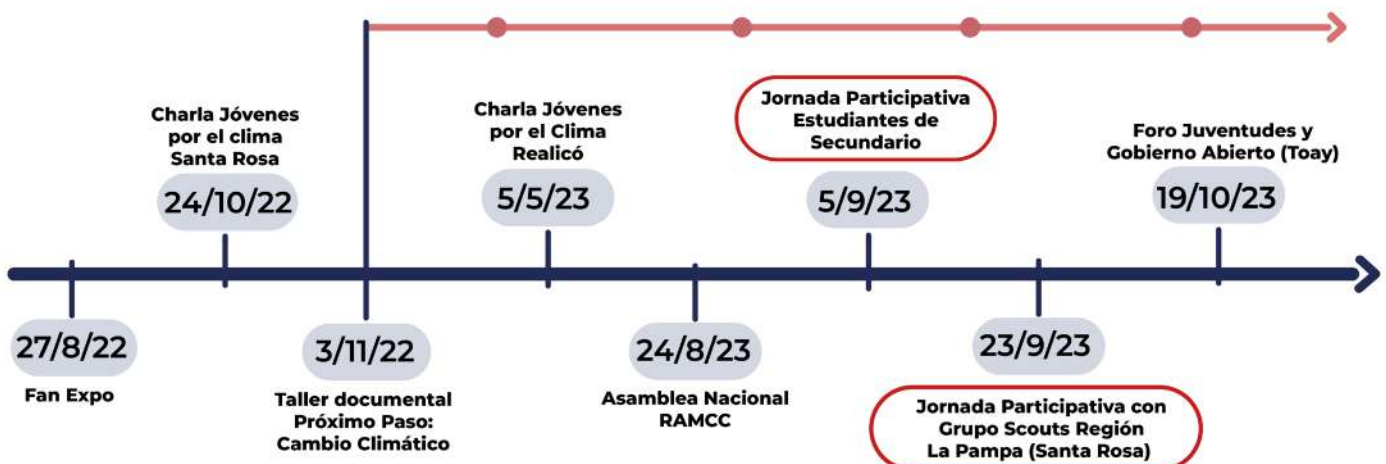 27/8/22
Fan Expo
Charla Jóvenes
por el clima
Santa Rosa
24/10/22
3/11/22
Taller documental
Próximo Paso:
Cambio Climático
Charla Jóvenes
por el Clima
Realicó
5/5/23
24/8/23
Asamblea Nacional
RAMCC
Jornada Participativa
Estudiantes de
Secundario
5/9/23
23/9/23
Jornada Participativa con
Grupo Scouts Región
La Pampa (Santa Rosa)
Foro Juventudes y
Gobierno Abierto (Toay)
19/10/23